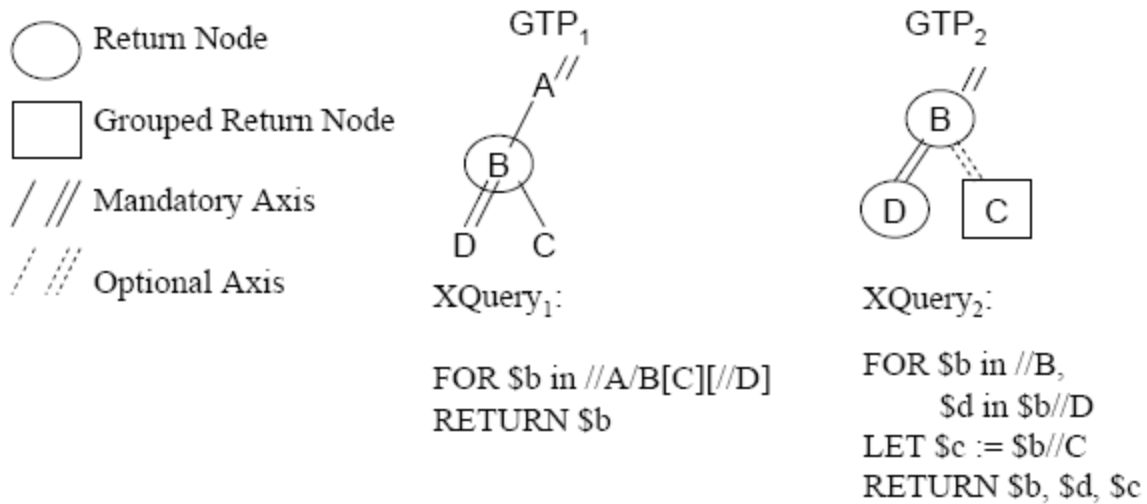 Return Node
Grouped Return Node
Mandatory Axis
Optional Axis
GTP₁
A
B
D C
XQuery₁:
FOR $b in //A/B[C][//D]
RETURN $b
GTP₂
B
D C
XQuery₂:
FOR $b in //B,
$d in $b//D
LET $c := $b//C
RETURN $b, $d, $c